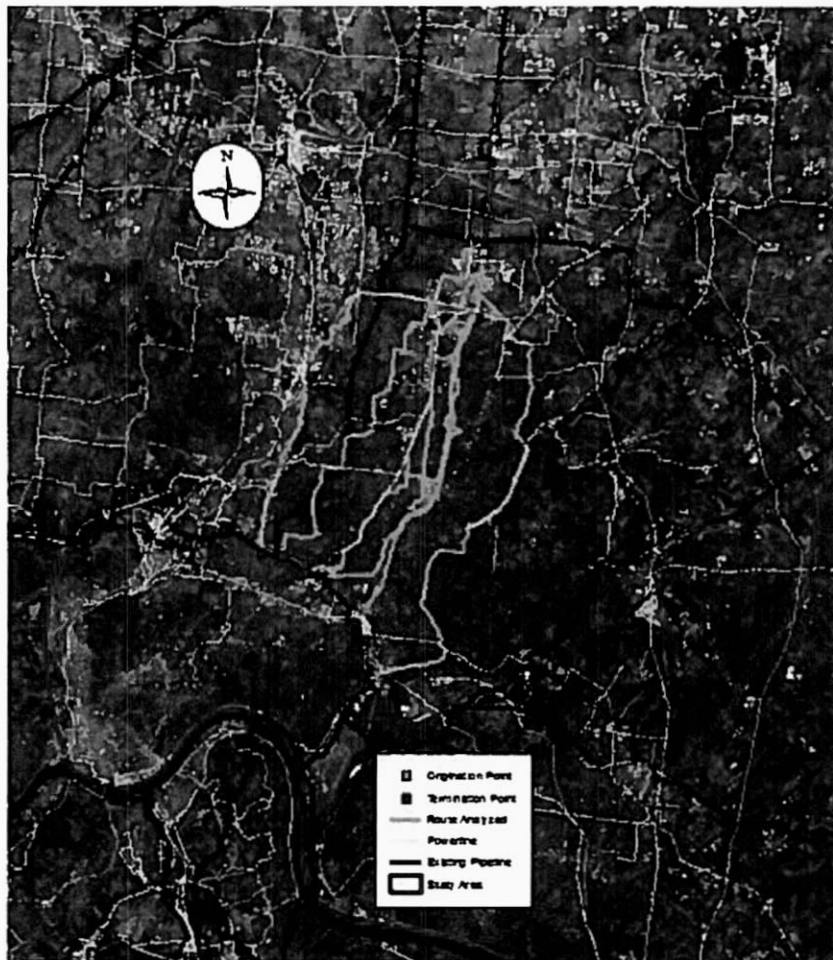 N
Origination Point
Termination Point
Route Analyzed
Powerline
Existing Pipeline
Study Area